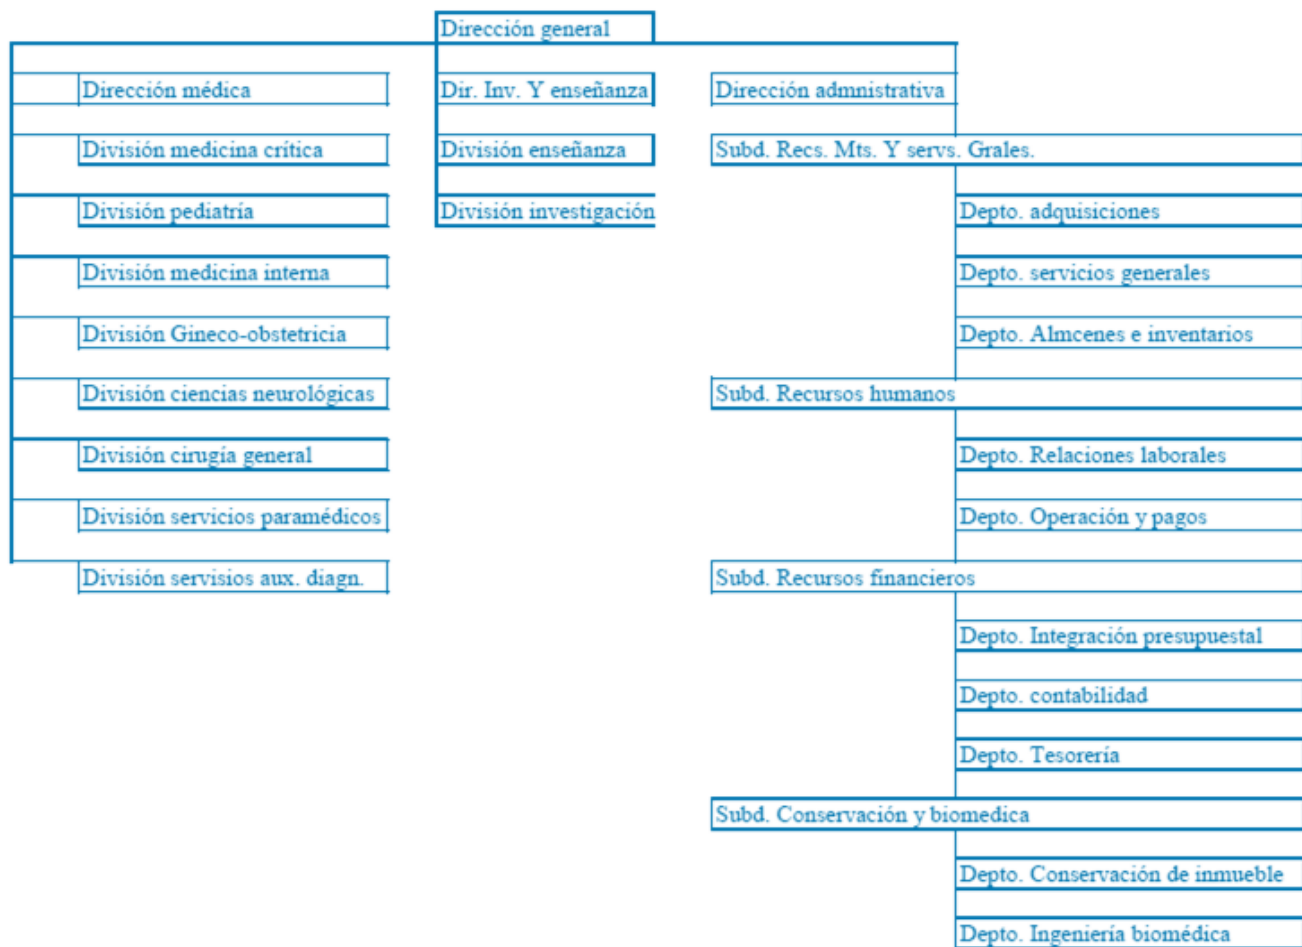 Dirección general
Dirección médica
Dir. Inv. Y enseñanza
Dirección admnistrativa
División medicina crítica
División enseñanza
Subd. Recs. Mts. Y servs. Grales.
División pediatría
División investigación
Depto. adquisiciones
División medicina interna
Depto. servicios generales
División Gineco-obstetricia
Depto. Almcenes e inventarios
División ciencias neurológicas
Subd. Recursos humanos
División cirugía general
Depto. Relaciones laborales
División servicios paramédicos
Depto. Operación y pagos
División servisios aux. diagn.
Subd. Recursos financieros
Depto. Integración presupuestal
Depto. contabilidad
Depto. Tesorería
Subd. Conservación y biomedica
Depto. Conservación de inmueble
Depto. Ingeniería biomédica